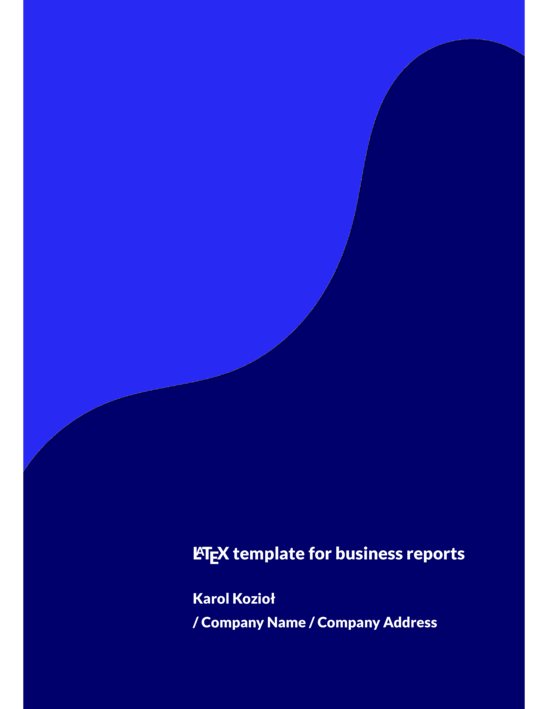 LATEX template for business reports
Karol Kozioł
/ Company Name / Company Address